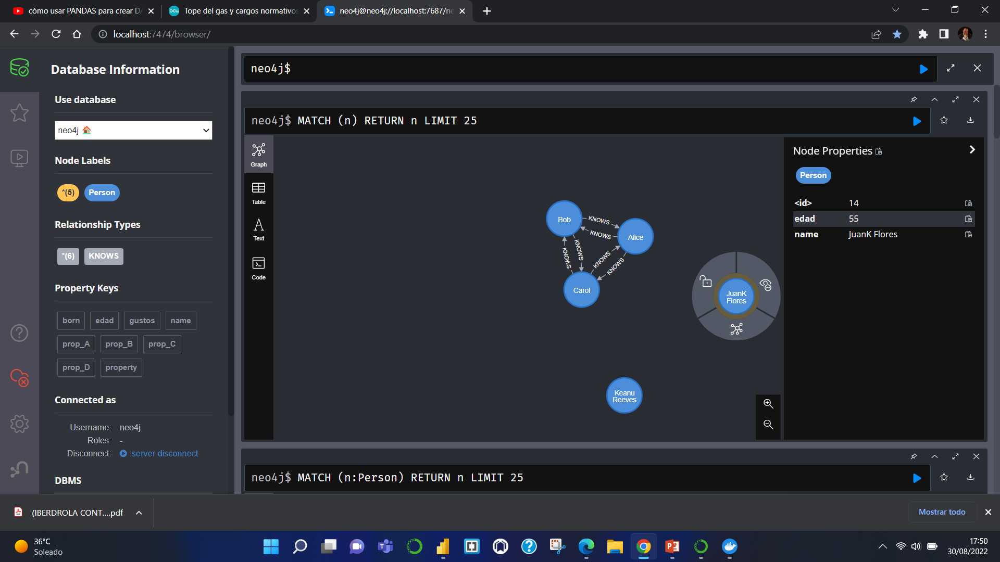 cómo usar PANDAS para crear DA
Tope del gas y cargos normativos
neo4j@neo4j://localhost:7687/ne
localhost:7474/browser/
Database Information
Use database
neo4j
Node Labels
*(5) Person
Relationship Types
*(6) KNOWS
Property Keys
born edad gustos name
prop_A prop_B prop_C
prop_D property
Connected as
Username: neo4j
Roles: -
Disconnect: :server disconnect
DBMS
neo4j$
neo4j$ MATCH (n) RETURN n LIMIT 25
Graph
Table
Text
Code
Bob
Alice
Carol
KNOWS
KNOWS
KNOWS
KNOWS
KNOWS
KNOWS
JuanK
Flores
Keanu
Reeves
Node Properties
Person
<id> 14
edad 55
name JuanK Flores
neo4j$ MATCH (n:Person) RETURN n LIMIT 25
(IBERDROLA CONT....pdf
Mostrar todo
36°C
Soleado
17:50
30/08/2022